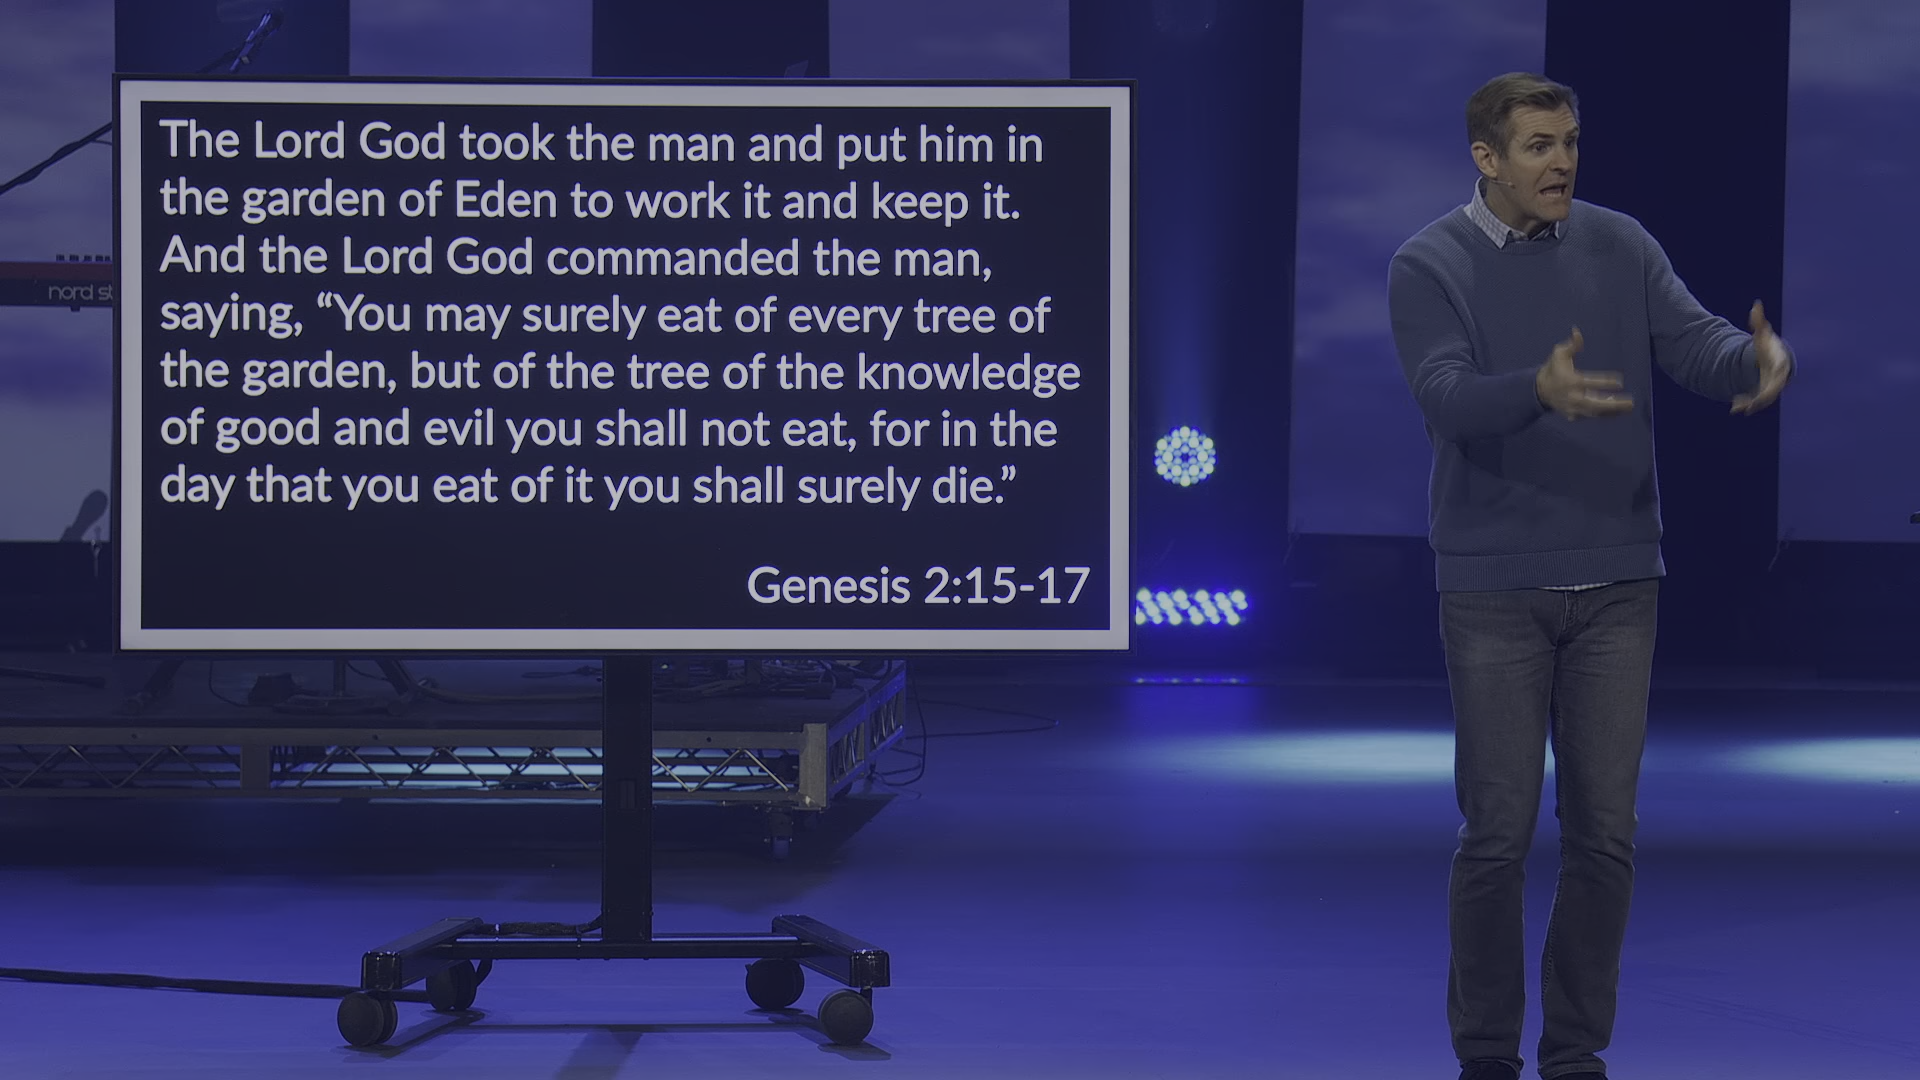 The Lord God took the man and put him in
the garden of Eden to work it and keep it.
And the Lord God commanded the man,
saying, “You may surely eat of every tree of
the garden, but of the tree of the knowledge
of good and evil you shall not eat, for in the
day that you eat of it you shall surely die.”
Genesis 2:15-17
nord st